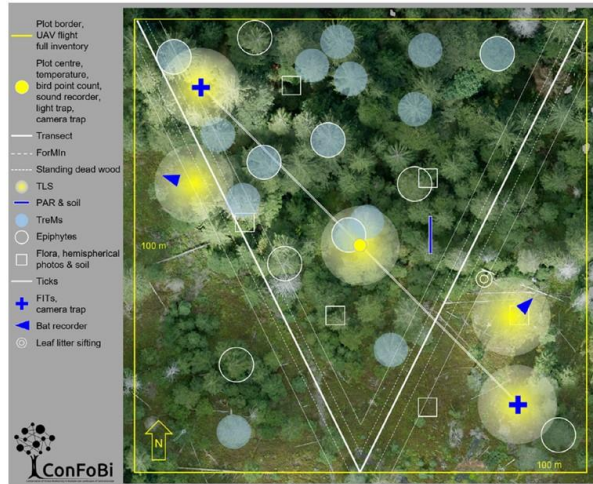 Plot border,
UAV flight
full inventory
Plot centre,
temperature,
bird point count,
sound recorder,
light trap,
camera trap
Transect
ForMIn
Standing dead wood
TLS
PAR & soil
TreMs
Epiphytes
Flora, hemispherical
photos & soil
Ticks
FITs,
camera trap
Bat recorder
Leaf litter sifting
ConFoBi
100 m
N
100 m